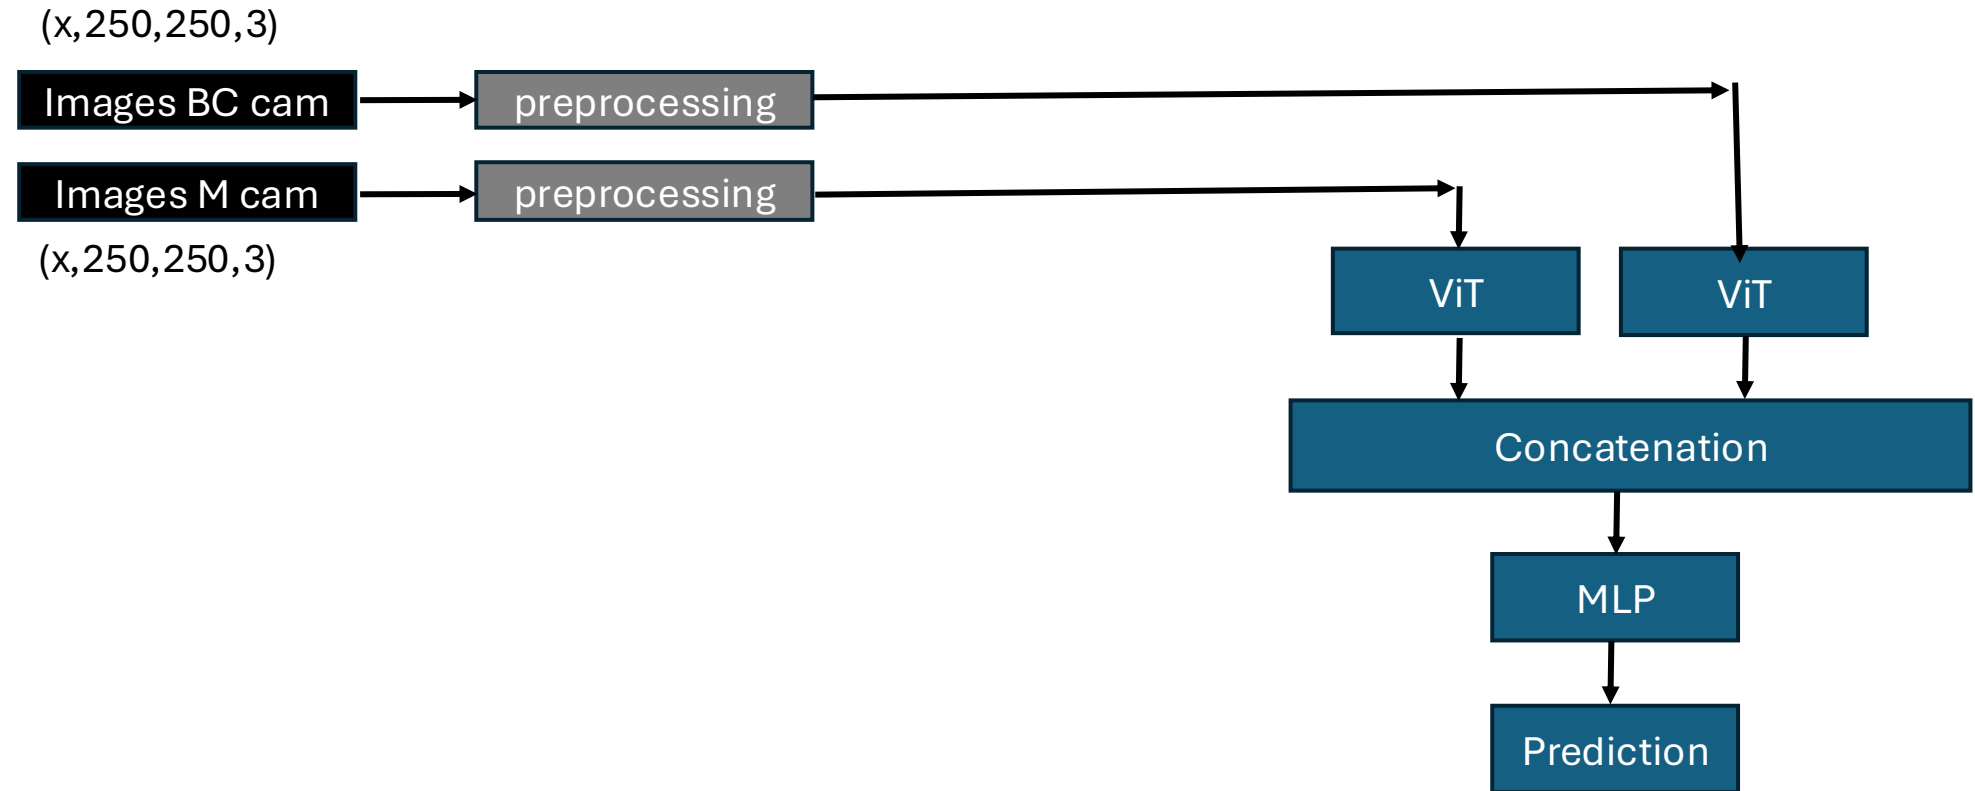 (x,250,250,3)
Images BC cam
preprocessing
Images M cam
preprocessing
(x,250,250,3)
ViT
ViT
Concatenation
MLP
Prediction